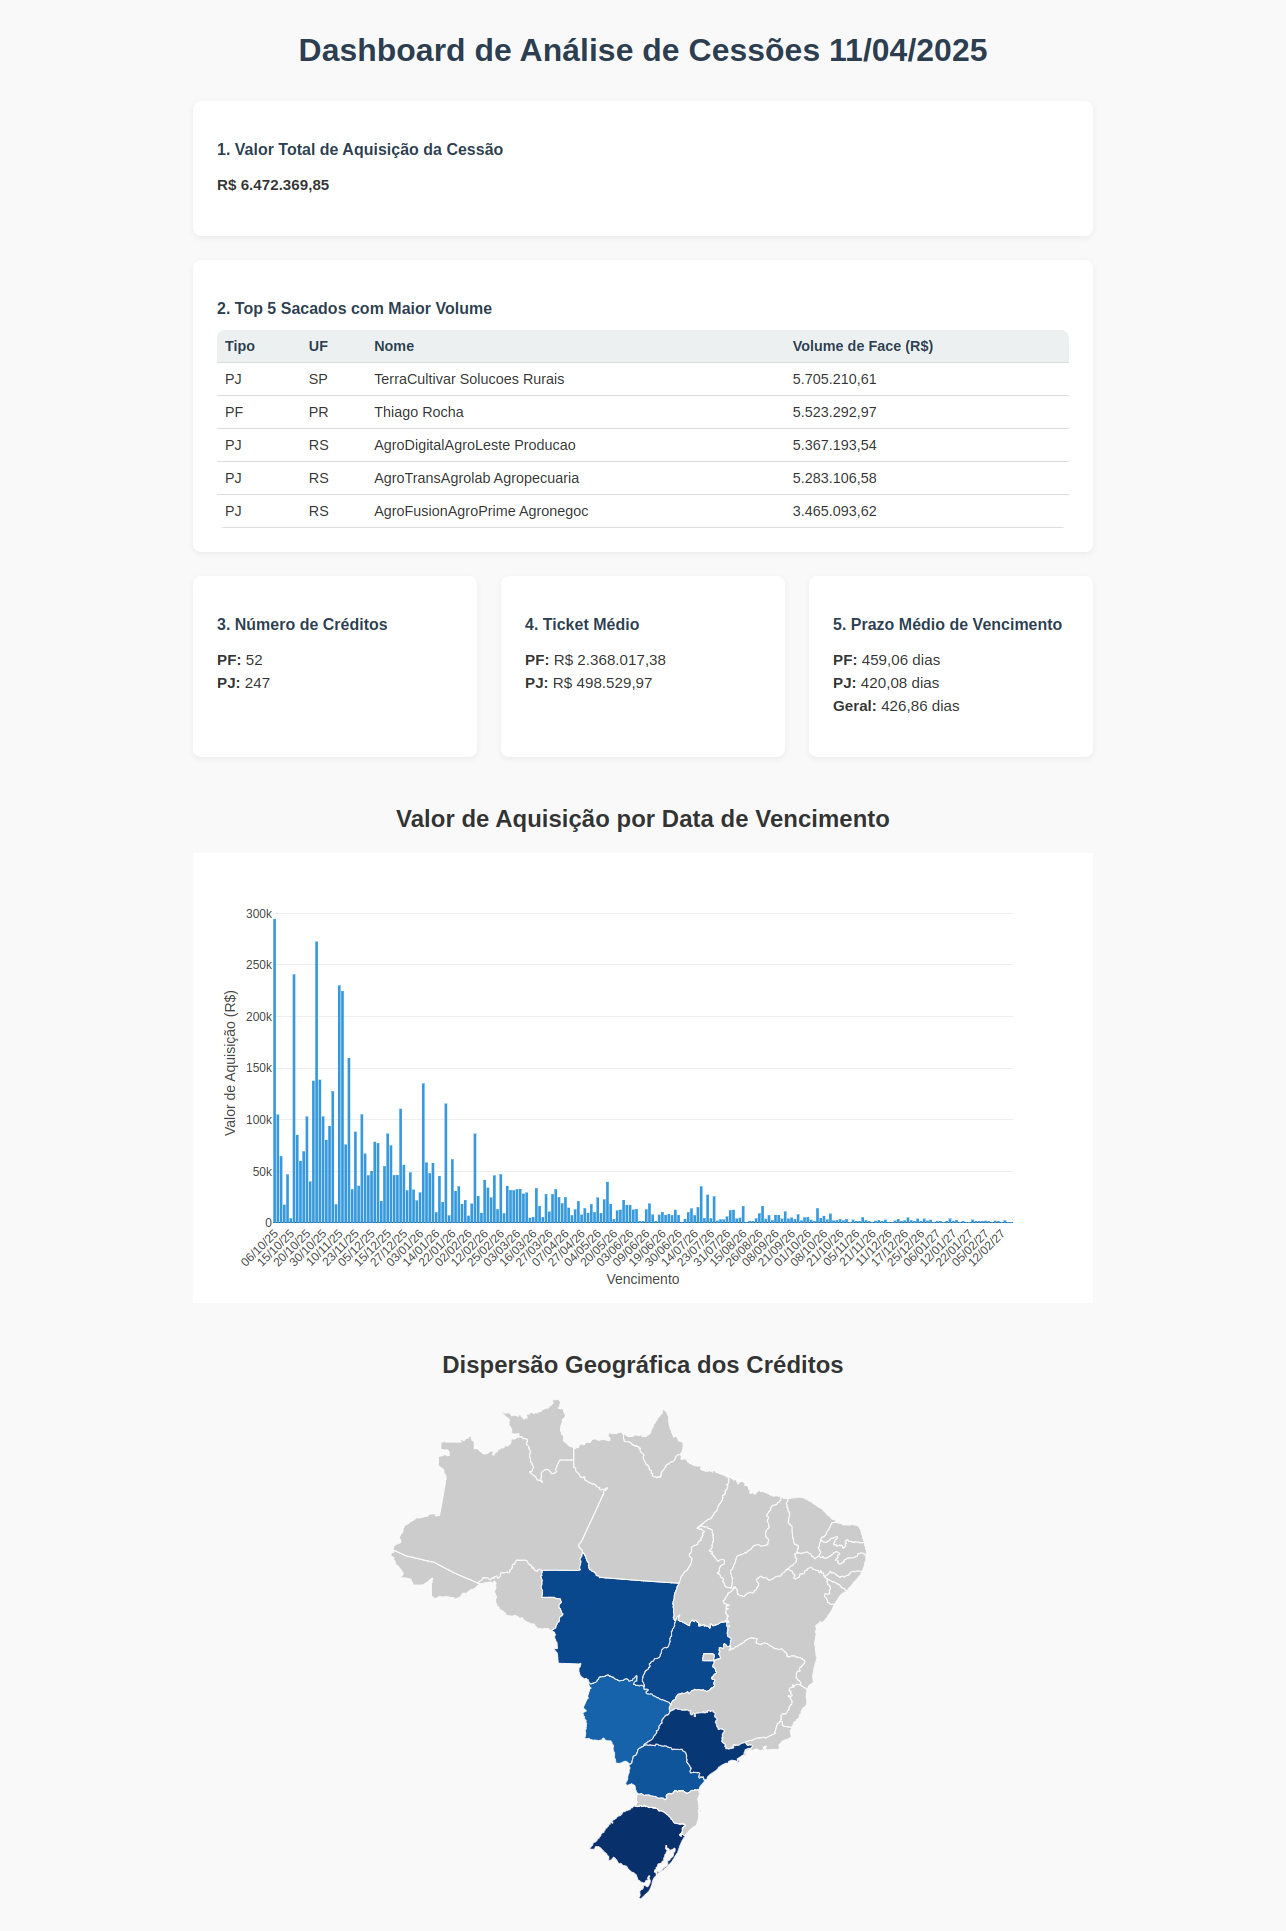 Dashboard de Análise de Cessões 11/04/2025
1. Valor Total de Aquisição da Cessão
R$ 6.472.369,85
2. Top 5 Sacados com Maior Volume
Tipo UF Nome Volume de Face (R$)
PJ SP TerraCultivar Solucoes Rurais 5.705.210,61
PF PR Thiago Rocha 5.523.292,97
PJ RS AgroDigitalAgroLeste Producao 5.367.193,54
PJ RS AgroTransAgrolab Agropecuaria 5.283.106,58
PJ RS AgroFusionAgroPrime Agronegoc 3.465.093,62
3. Número de Créditos
PF: 52
PJ: 247
4. Ticket Médio
PF: R$ 2.368.017,38
PJ: R$ 498.529,97
5. Prazo Médio de Vencimento
PF: 459,06 dias
PJ: 420,08 dias
Geral: 426,86 dias
Valor de Aquisição por Data de Vencimento
Valor de Aquisição (R$)
300k
250k
200k
150k
100k
50k
0
06/10/25
15/10/25
20/10/25
30/10/25
10/11/25
23/11/25
05/12/25
15/12/25
27/12/25
03/01/26
14/01/26
22/01/26
02/02/26
12/02/26
25/02/26
03/03/26
16/03/26
27/03/26
07/04/26
27/04/26
04/05/26
20/05/26
03/06/26
09/06/26
19/06/26
30/06/26
14/07/26
23/07/26
31/07/26
15/08/26
26/08/26
08/09/26
21/09/26
01/10/26
08/10/26
21/10/26
05/11/26
21/11/26
11/12/26
17/12/26
25/12/26
06/01/27
12/01/27
22/01/27
05/02/27
12/02/27
Vencimento
Dispersão Geográfica dos Créditos